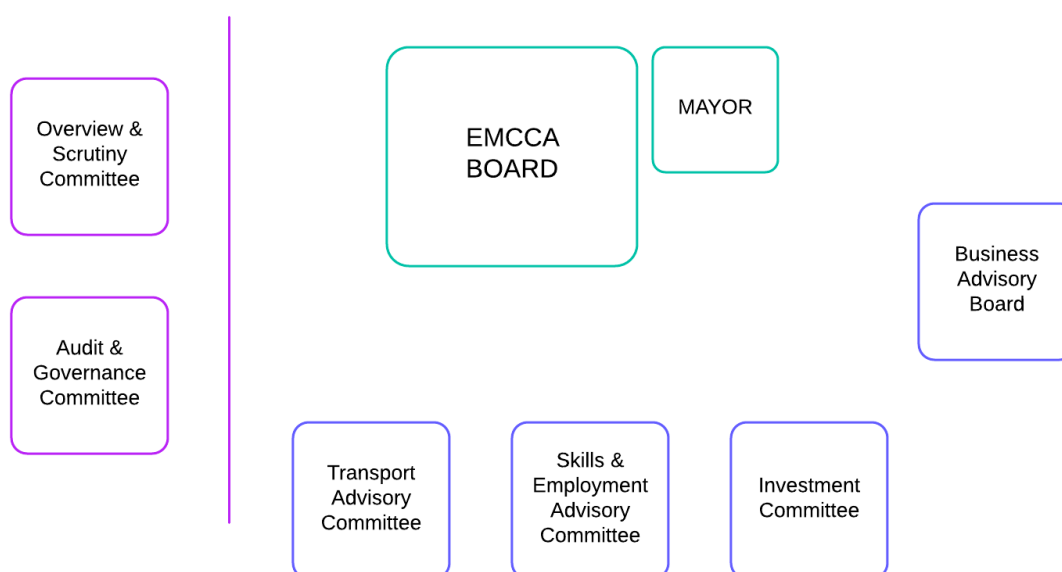 Overview &
Scrutiny
Committee
EMCCA
BOARD
MAYOR
Business
Advisory
Board
Audit &
Governance
Committee
Transport
Advisory
Committee
Skills &
Employment
Advisory
Committee
Investment
Committee